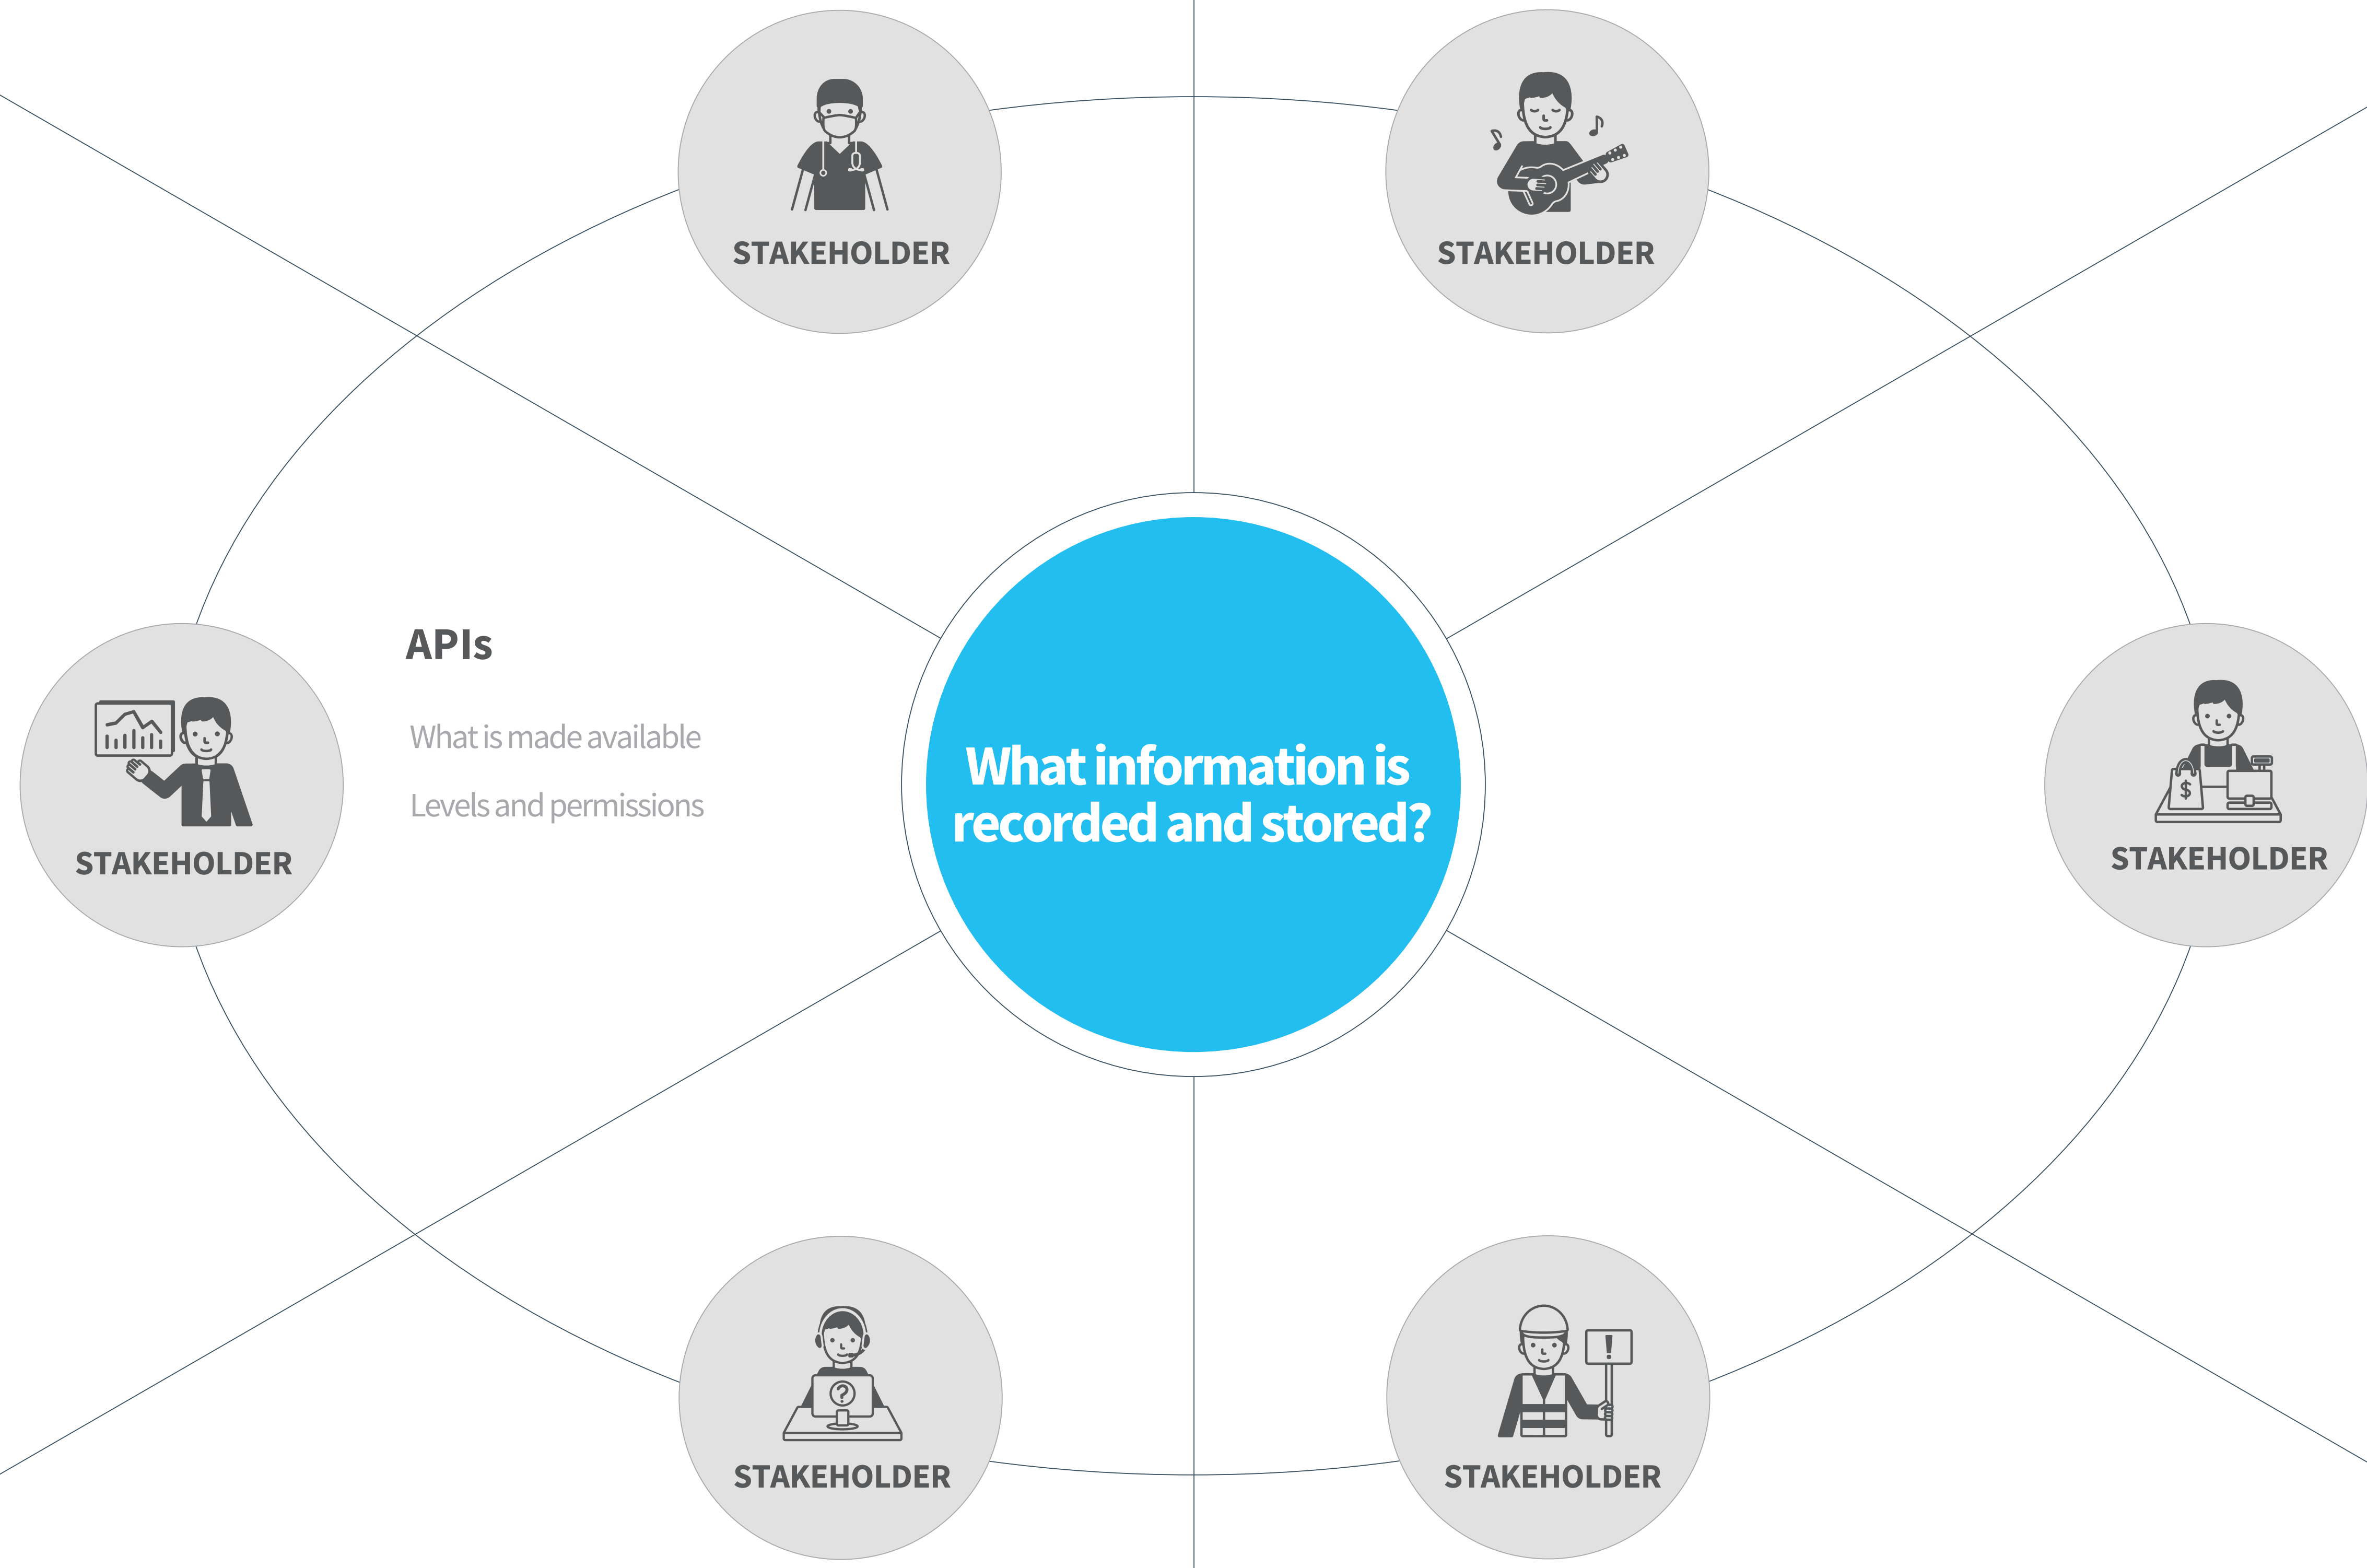 STAKEHOLDER
STAKEHOLDER
APIs
What is made available
Levels and permissions
STAKEHOLDER
What information is
recorded and stored?
$
STAKEHOLDER
?
STAKEHOLDER
!
STAKEHOLDER